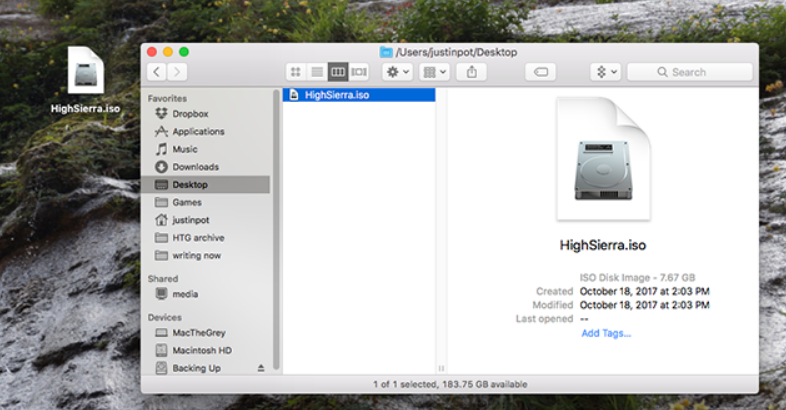 HighSierra.iso
/Users/justinpot/Desktop
Search
Favorites
Dropbox
Applications
Music
Downloads
Desktop
Games
justinpot
HTG archive
writing now
Shared
media
Devices
MacTheGrey
Macintosh HD
Backing Up
HighSierra.iso
HighSierra.iso
ISO Disk Image - 7.67 GB
Created October 18, 2017 at 2:03 PM
Modified October 18, 2017 at 2:03 PM
Last opened --
Add Tags...
1 of 1 selected, 183.75 GB available